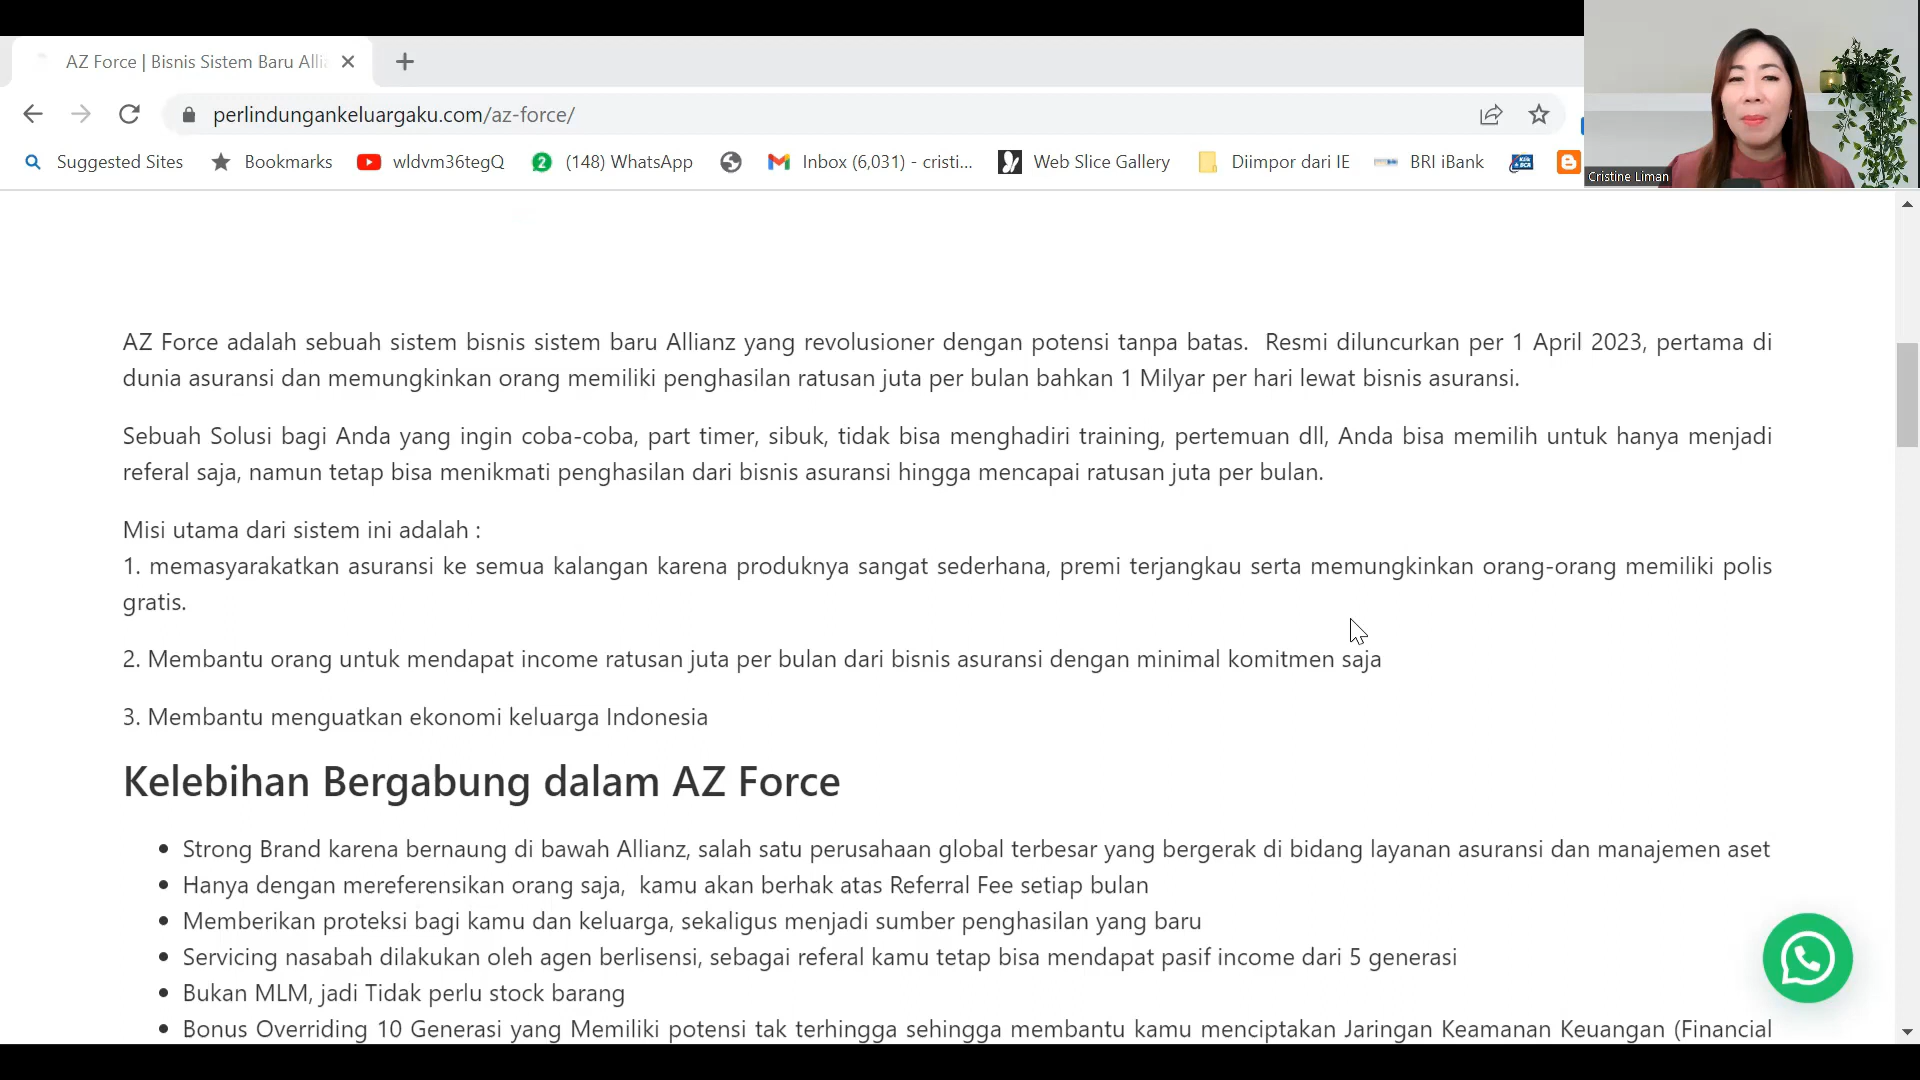 AZ Force | Bisnis Sistem Baru Allia
perlindungankeluargaku.com/az-force/
Suggested Sites Bookmarks wldvm36tegQ 2 (148) WhatsApp Inbox (6,031) - cristi... Web Slice Gallery Diimpor dari IE BRI iBank
Cristine Liman
AZ Force adalah sebuah sistem bisnis sistem baru Allianz yang revolusioner dengan potensi tanpa batas. Resmi diluncurkan per 1 April 2023, pertama di
dunia asuransi dan memungkinkan orang memiliki penghasilan ratusan juta per bulan bahkan 1 Milyar per hari lewat bisnis asuransi.
Sebuah Solusi bagi Anda yang ingin coba-coba, part timer, sibuk, tidak bisa menghadiri training, pertemuan dll, Anda bisa memilih untuk hanya menjadi
referal saja, namun tetap bisa menikmati penghasilan dari bisnis asuransi hingga mencapai ratusan juta per bulan.
Misi utama dari sistem ini adalah :
1. memasyarakatkan asuransi ke semua kalangan karena produknya sangat sederhana, premi terjangkau serta memungkinkan orang-orang memiliki polis
gratis.
2. Membantu orang untuk mendapat income ratusan juta per bulan dari bisnis asuransi dengan minimal komitmen saja
3. Membantu menguatkan ekonomi keluarga Indonesia
Kelebihan Bergabung dalam AZ Force
• Strong Brand karena bernaung di bawah Allianz, salah satu perusahaan global terbesar yang bergerak di bidang layanan asuransi dan manajemen aset
• Hanya dengan mereferensikan orang saja, kamu akan berhak atas Referral Fee setiap bulan
• Memberikan proteksi bagi kamu dan keluarga, sekaligus menjadi sumber penghasilan yang baru
• Servicing nasabah dilakukan oleh agen berlisensi, sebagai referal kamu tetap bisa mendapat pasif income dari 5 generasi
• Bukan MLM, jadi Tidak perlu stock barang
• Bonus Overriding 10 Generasi yang Memiliki potensi tak terhingga sehingga membantu kamu menciptakan Jaringan Keamanan Keuangan (Financial